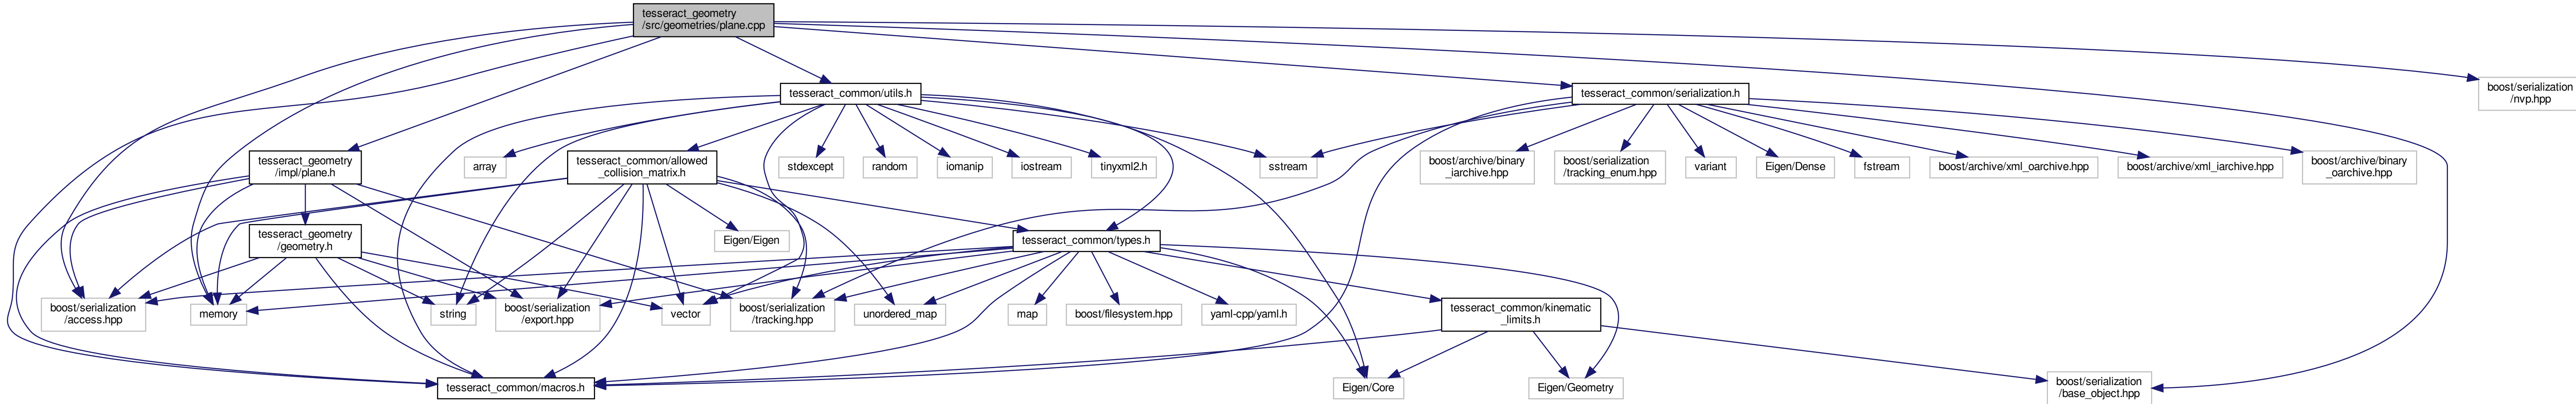 tesseract_geometry
/src/geometries/plane.cpp
tesseract_common/utils.h
tesseract_common/serialization.h
boost/serialization
/nvp.hpp
tesseract_geometry
/impl/plane.h
array
tesseract_common/allowed
_collision_matrix.h
stdexcept
random
iomanip
iostream
tinyxml2.h
sstream
boost/archive/binary
_iarchive.hpp
boost/serialization
/tracking_enum.hpp
variant
Eigen/Dense
fstream
boost/archive/xml_oarchive.hpp
boost/archive/xml_iarchive.hpp
boost/archive/binary
_oarchive.hpp
tesseract_geometry
/geometry.h
Eigen/Eigen
tesseract_common/types.h
boost/serialization
/access.hpp
memory
string
boost/serialization
/export.hpp
vector
boost/serialization
/tracking.hpp
unordered_map
map
boost/filesystem.hpp
yaml-cpp/yaml.h
tesseract_common/kinematic
_limits.h
tesseract_common/macros.h
Eigen/Core
Eigen/Geometry
boost/serialization
/base_object.hpp